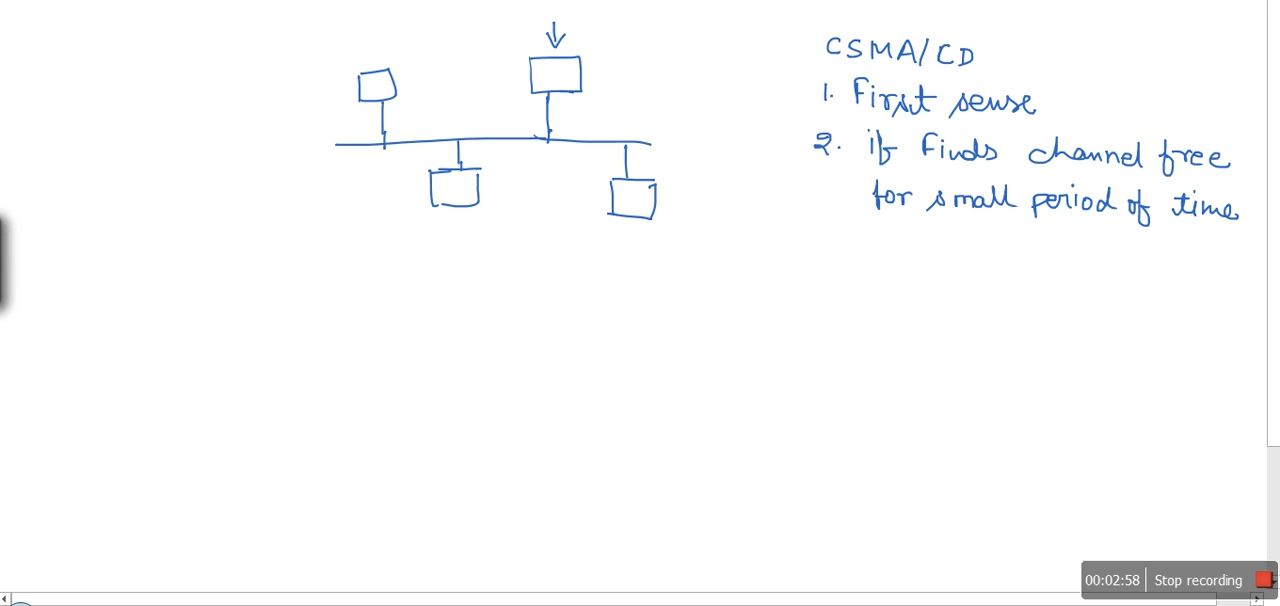 CSMA/CD
1. First sense
2. if finds channel free
for small period of time
00:02:58 Stop recording